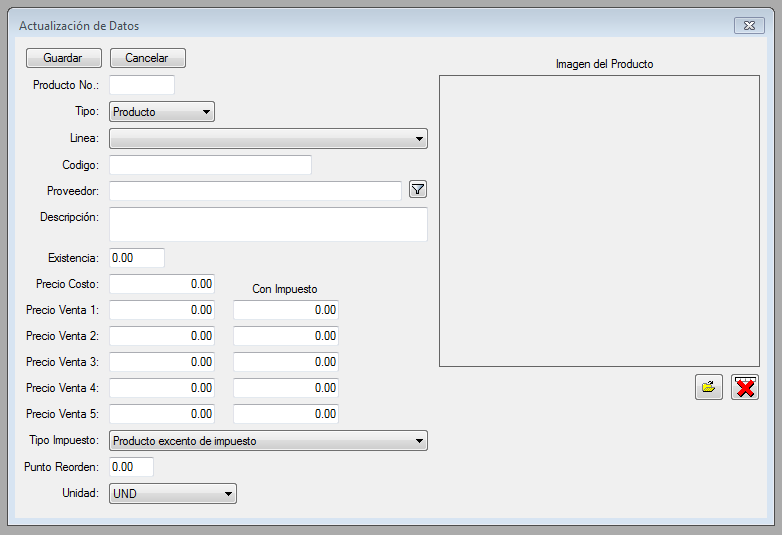 Actualización de Datos
Guardar Cancelar
Imagen del Producto
Producto No.:
Tipo: Producto
Linea:
Codigo:
Proveedor:
Descripción:
Existencia: 0.00
Precio Costo: 0.00
Con Impuesto
Precio Venta 1: 0.00 0.00
Precio Venta 2: 0.00 0.00
Precio Venta 3: 0.00 0.00
Precio Venta 4: 0.00 0.00
Precio Venta 5: 0.00 0.00
Tipo Impuesto: Producto excento de impuesto
Punto Reorden: 0.00
Unidad: UND